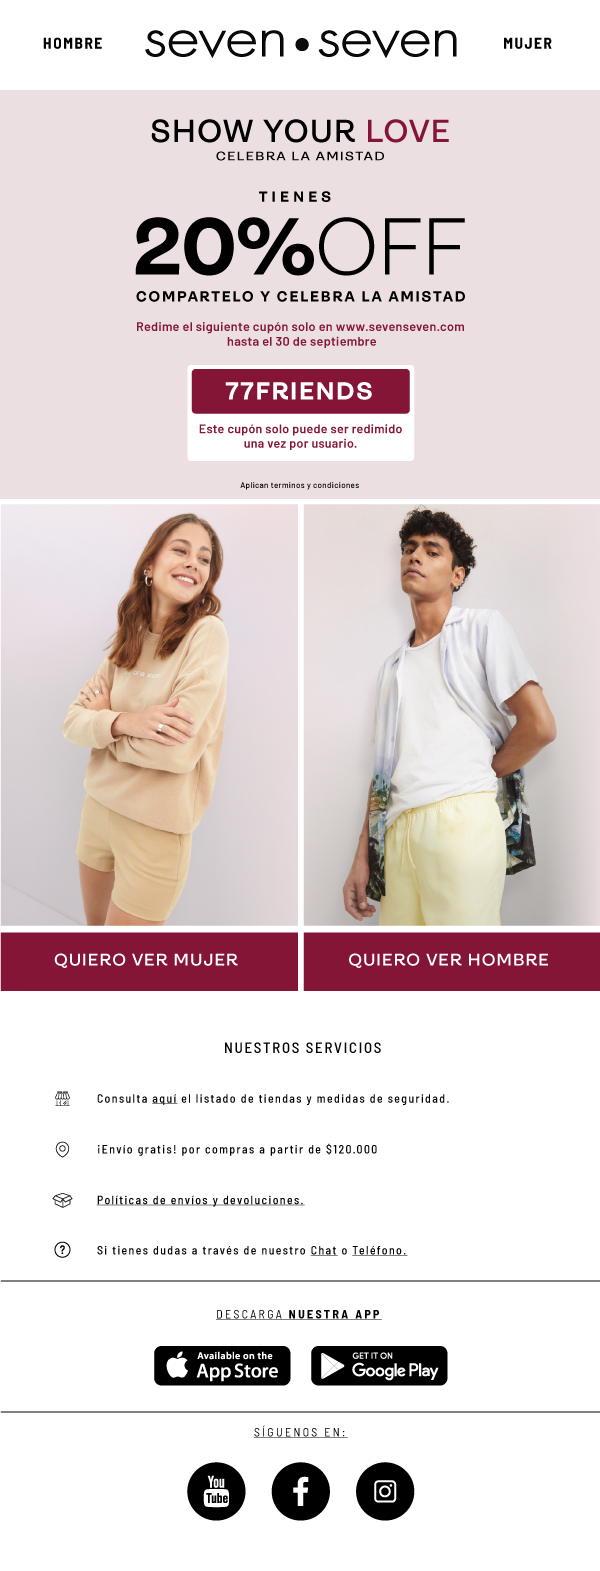 HOMBRE
seven•seven
MUJER
SHOW YOUR LOVE
CELEBRA LA AMISTAD
TIENES
20%OFF
COMPARTELO Y CELEBRA LA AMISTAD
Redime el siguiente cupón solo en www.sevenseven.com
hasta el 30 de septiembre
77FRIENDS
Este cupón solo puede ser redimido
una vez por usuario.
Aplican terminos y condiciones
QUIERO VER MUJER
QUIERO VER HOMBRE
NUESTROS SERVICIOS
Consulta aquí el listado de tiendas y medidas de seguridad.
¡Envío gratis! por compras a partir de $120.000
Políticas de envíos y devoluciones.
Si tienes dudas a través de nuestro Chat o Teléfono.
DESCARGA NUESTRA APP
Available on the
App Store
GET IT ON
Google Play
SÍGUENOS EN:
You
Tube